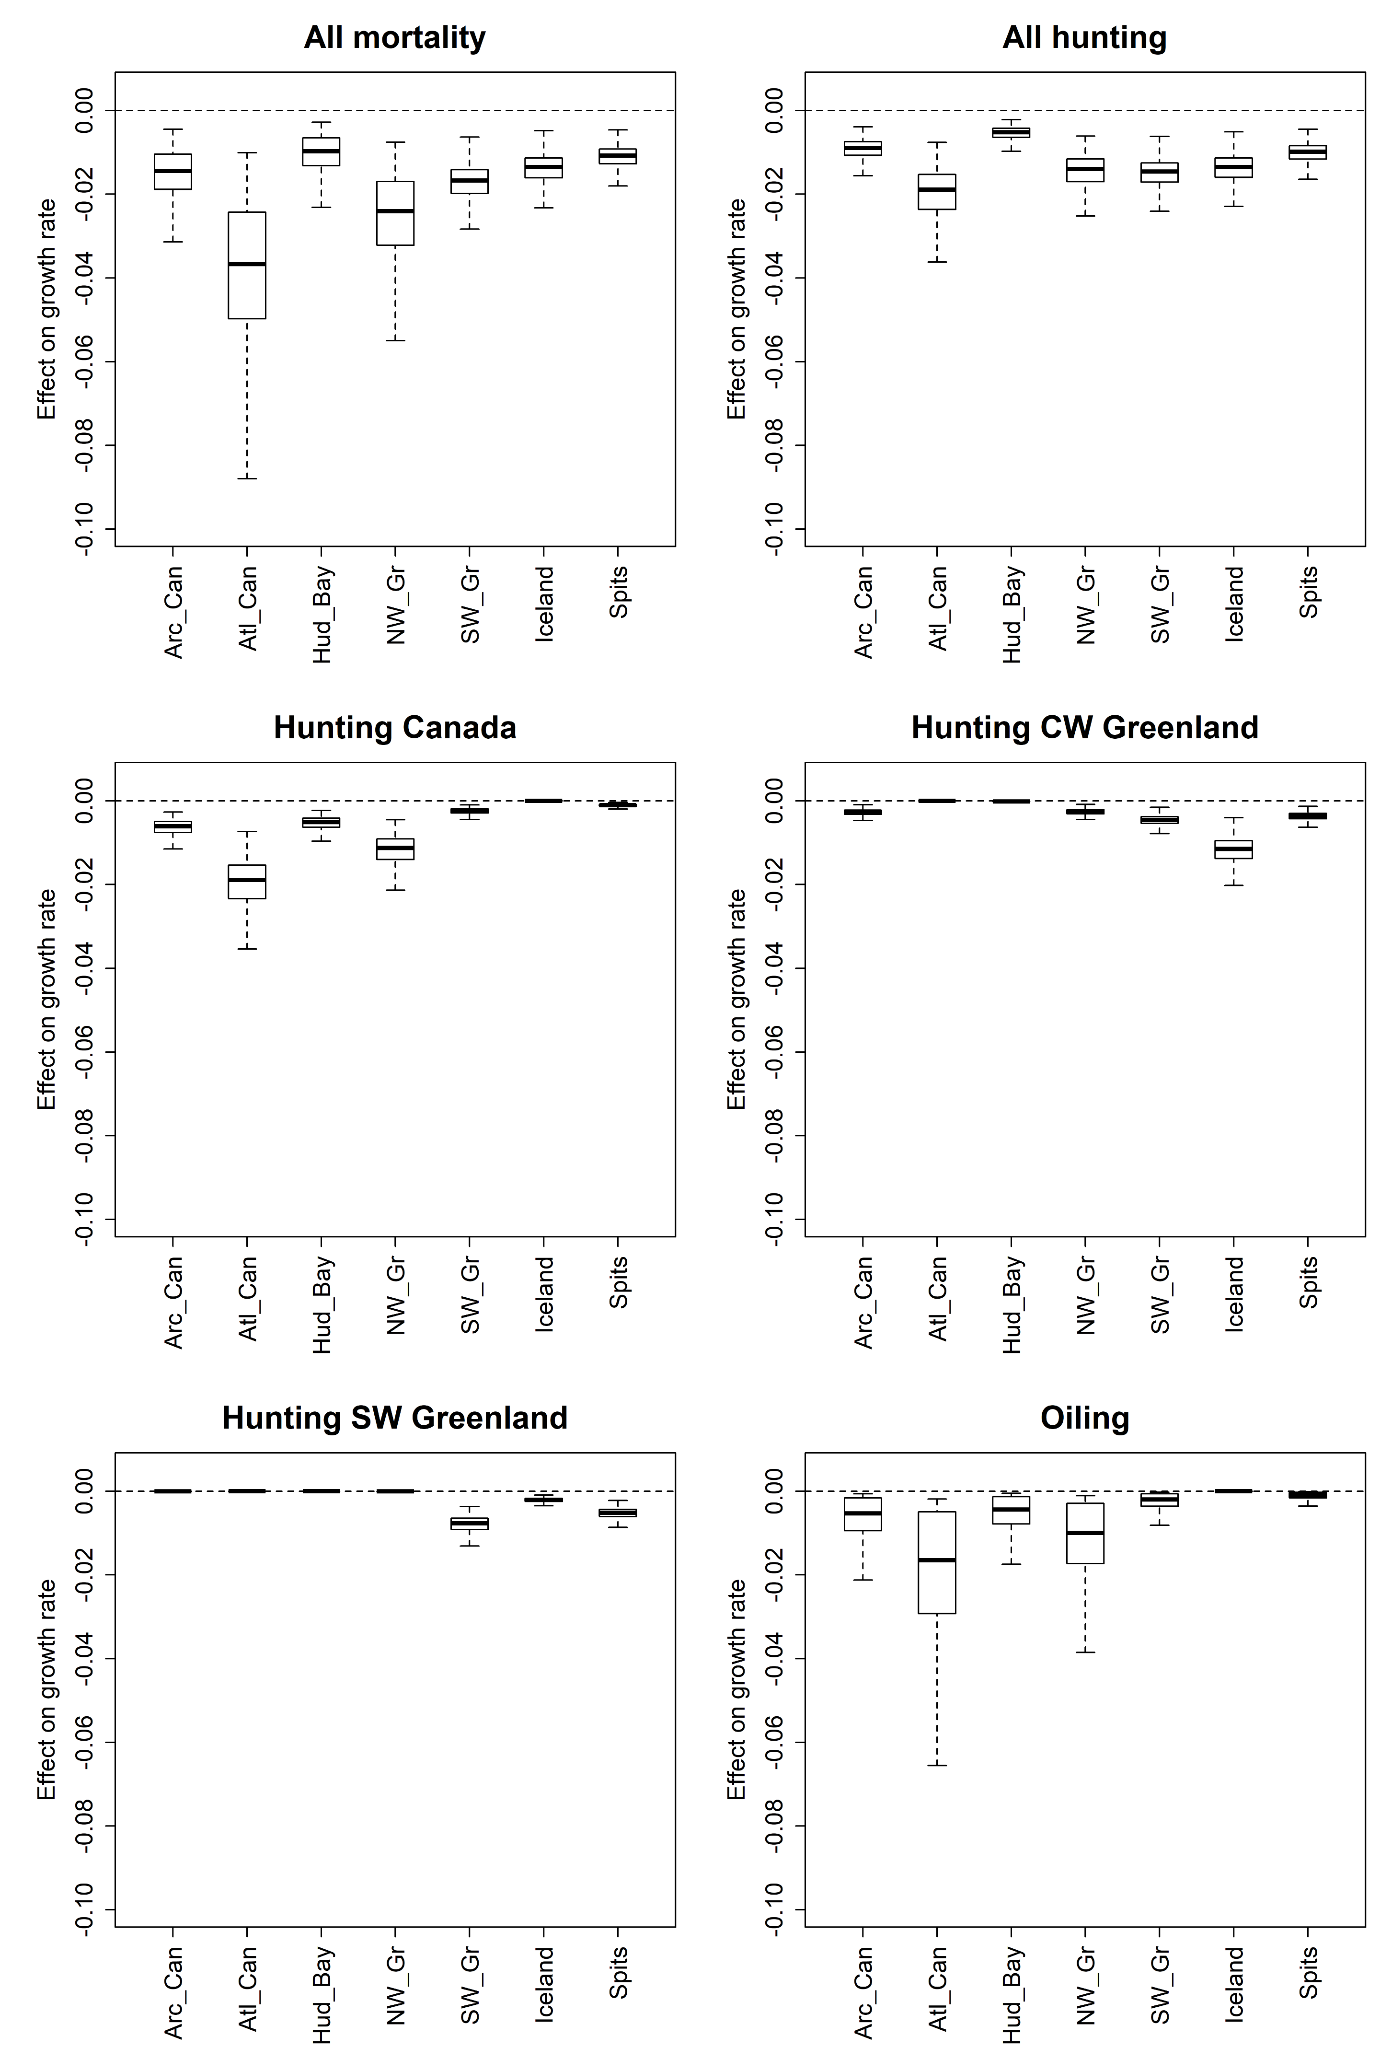 All mortality
Effect on growth rate
0.00
-0.02
-0.04
-0.06
-0.08
-0.10
Arc_Can
Atl_Can
Hud_Bay
NW_Gr
SW_Gr
Iceland
Spits
All hunting
Effect on growth rate
0.00
-0.02
-0.04
-0.06
-0.08
-0.10
Arc_Can
Atl_Can
Hud_Bay
NW_Gr
SW_Gr
Iceland
Spits
Hunting Canada
Effect on growth rate
0.00
-0.02
-0.04
-0.06
-0.08
-0.10
Arc_Can
Atl_Can
Hud_Bay
NW_Gr
SW_Gr
Iceland
Spits
Hunting CW Greenland
Effect on growth rate
0.00
-0.02
-0.04
-0.06
-0.08
-0.10
Arc_Can
Atl_Can
Hud_Bay
NW_Gr
SW_Gr
Iceland
Spits
Hunting SW Greenland
Effect on growth rate
0.00
-0.02
-0.04
-0.06
-0.08
-0.10
Arc_Can
Atl_Can
Hud_Bay
NW_Gr
SW_Gr
Iceland
Spits
Oiling
Effect on growth rate
0.00
-0.02
-0.04
-0.06
-0.08
-0.10
Arc_Can
Atl_Can
Hud_Bay
NW_Gr
SW_Gr
Iceland
Spits